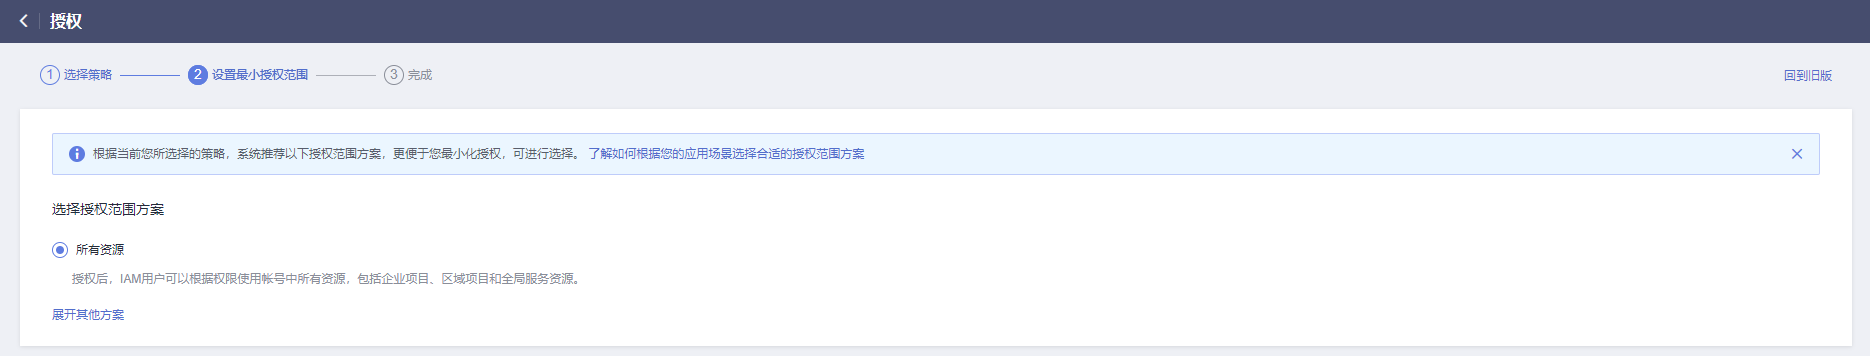 授权
1 选择策略 2 设置最小授权范围 3 完成 回到旧版
根据当前您所选择的策略，系统推荐以下授权范围方案，更便于您最小化授权，可进行选择。 了解如何根据您的应用场景选择合适的授权范围方案
选择授权范围方案
所有资源
授权后，IAM用户可以根据权限使用帐号中所有资源，包括企业项目、区域项目和全局服务资源。
展开其他方案